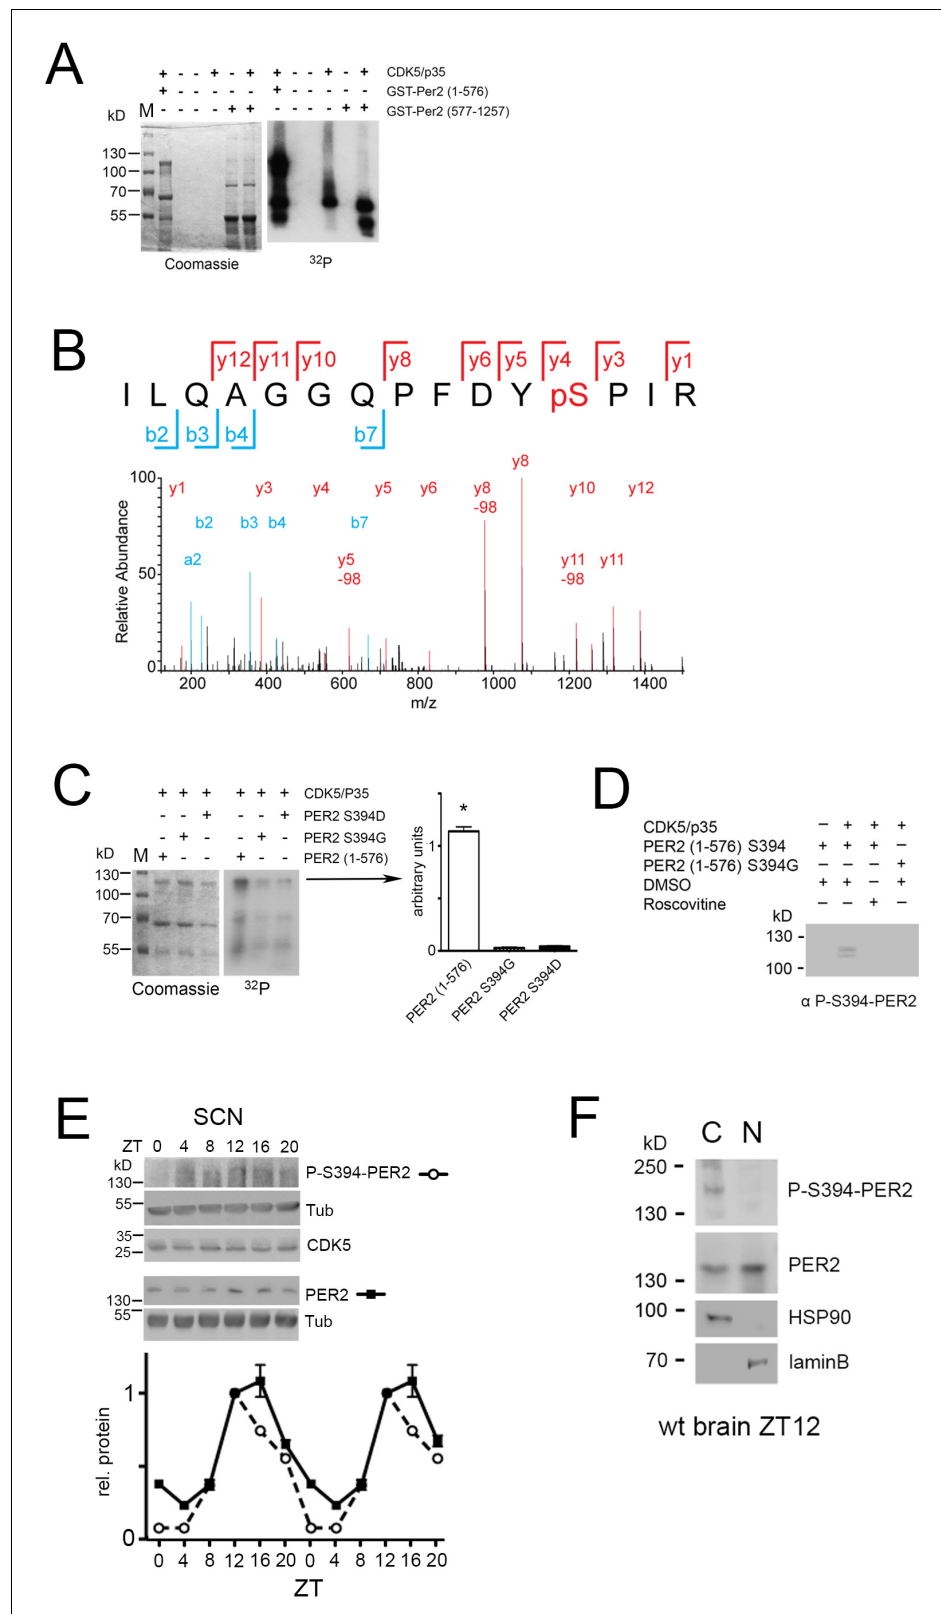 A
+ - - + - + + - - + - + CDK5/p35
+ - - - - - + - - - - - GST-Per2 (1-576)
kD M - - - - + + - - - - + + GST-Per2 (577-1257)
130
100
70
55
Coomassie
32P
B
y12 y11 y10 y8 y6 y5 y4 y3 y1
I L Q A G G Q P F D Y pS P I R
b2 b3 b4 b7
y8
100
y1 y3 y4 y5 y6 y8 y10 y12
-98
b2 b3 b4 b7
a2 y5 y11 y11
-98 -98
50
0
Relative Abundance
200 400 600 800 1000 1200 1400
m/z
C
+ + + + + + CDK5/P35
- - + - - + PER2 S394D
- + - - + - PER2 S394G
kD M + - - + - - PER2 (1-576)
130
100
70
55
Coomassie
32P
arbitrary units
1
0
*
PER2 (1-576)
PER2 S394G
PER2 S394D
D
CDK5/p35 - + + +
PER2 (1-576) S394 + + + -
PER2 (1-576) S394G - - - +
DMSO + + - +
Roscovitine - - + -
kD
130
100
α P-S394-PER2
E
SCN
ZT 0 4 8 12 16 20
kD
130
P-S394-PER2
55
Tub
35
25
CDK5
130
PER2
55
Tub
rel. protein
1
0
0 4 8 12 16 20 0 4 8 12 16 20
ZT
F
C N
kD
250
130
P-S394-PER2
130
PER2
100
HSP90
70
laminB
wt brain ZT12